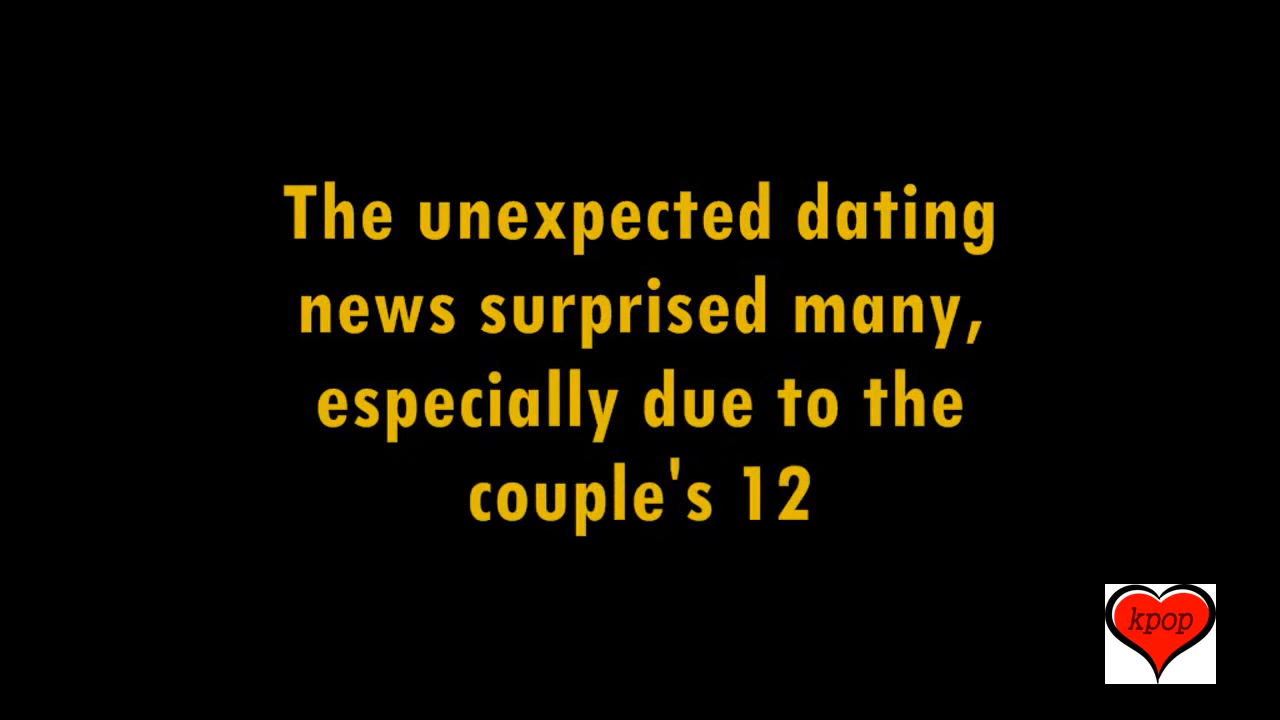 The unexpected dating
news surprised many,
especially due to the
couple's 12
kpop